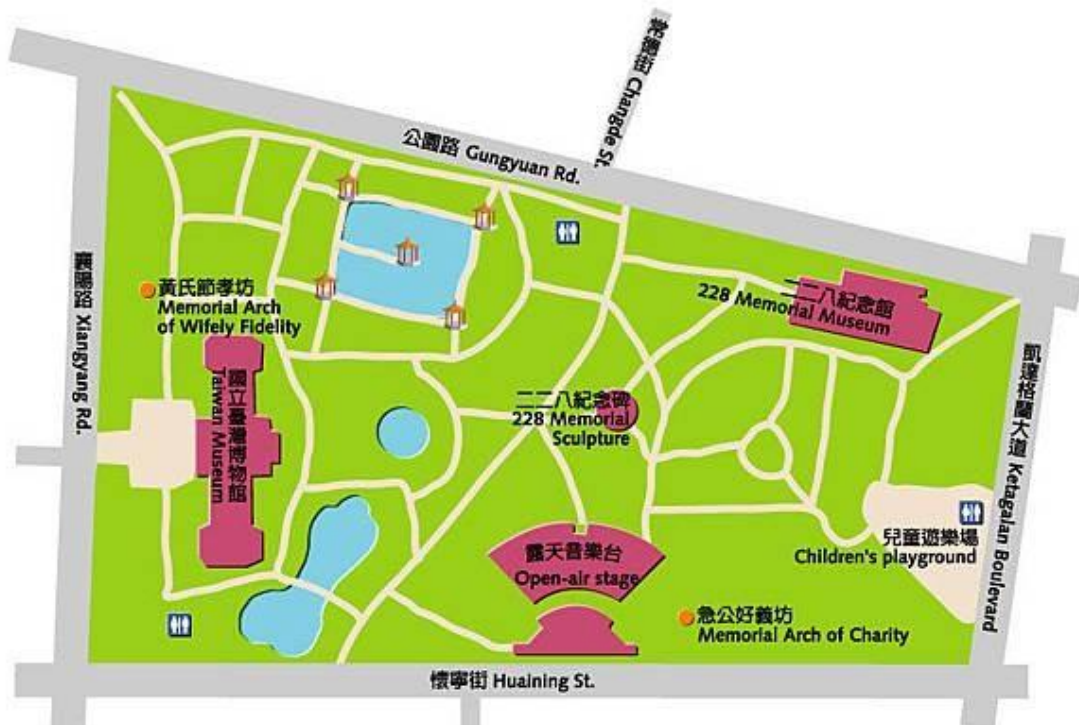 常德街 Changde St.
公園路 Gungyuan Rd.
襄陽路 Xiangyang Rd.
黃氏節孝坊
Memorial Arch
of Wifely Fidelity
二二八紀念館
228 Memorial Museum
凱達格蘭大道 Ketagalan Boulevard
國立臺灣博物館
Taiwan Museum
二二八紀念碑
228 Memorial
Sculpture
露天音樂台
Open-air stage
兒童遊樂場
Children's playground
急公好義坊
Memorial Arch of Charity
懷寧街 Huaining St.